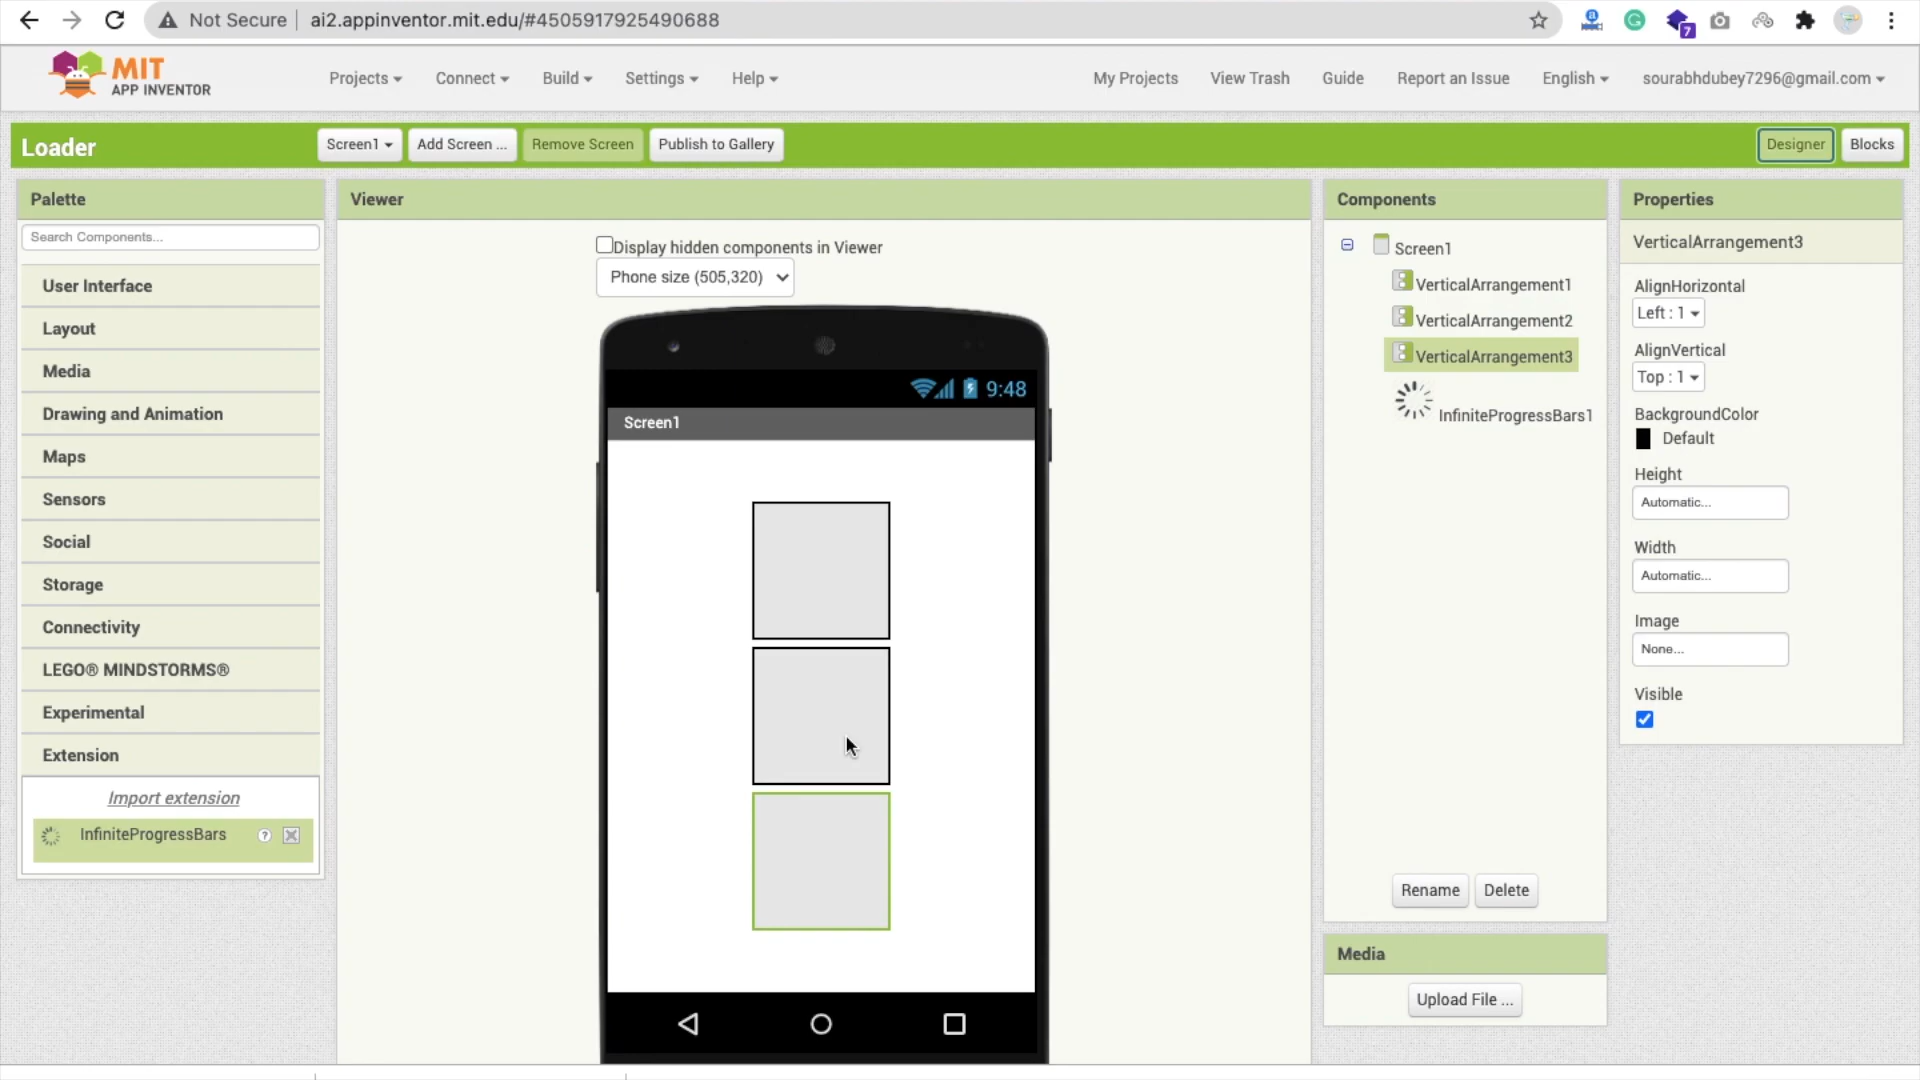 Not Secure
ai2.appinventor.mit.edu/#4505917925490688
7
MIT
APP INVENTOR
Projects
Connect
Build
Settings
Help
My Projects
View Trash
Guide
Report an Issue
English
sourabhdubey7296@gmail.com
Loader
Screen1
Add Screen ...
Remove Screen
Publish to Gallery
Designer
Blocks
Palette
Search Components...
User Interface
Layout
Media
Drawing and Animation
Maps
Sensors
Social
Storage
Connectivity
LEGO® MINDSTORMS®
Experimental
Extension
Import extension
InfiniteProgressBars
?
Viewer
Display hidden components in Viewer
Phone size (505,320)
9:48
Screen1
Components
Screen1
VerticalArrangement1
VerticalArrangement2
VerticalArrangement3
InfiniteProgressBars1
Rename
Delete
Media
Upload File ...
Properties
VerticalArrangement3
AlignHorizontal
Left : 1
AlignVertical
Top : 1
BackgroundColor
Default
Height
Automatic...
Width
Automatic...
Image
None...
Visible